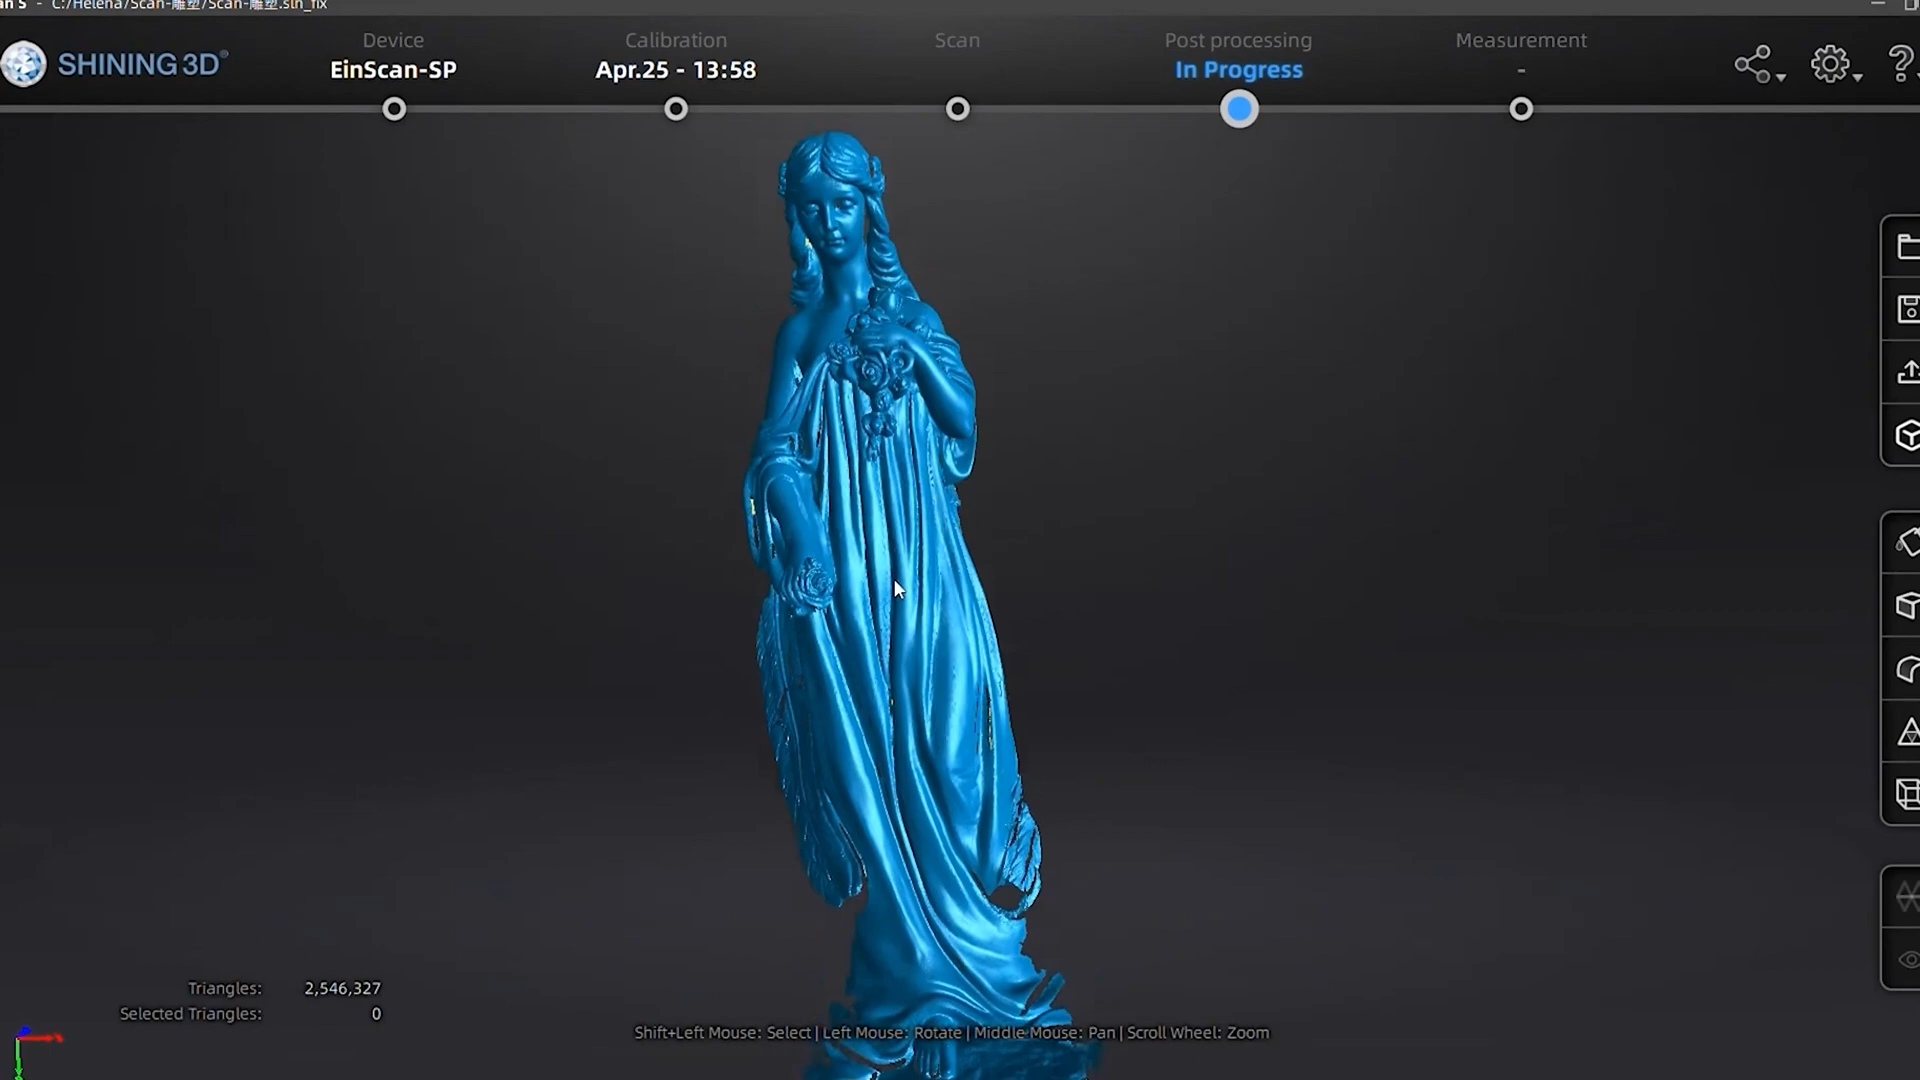 an S - C:/Helena/Scan-雕塑/Scan-雕塑.sln_fix
SHINING 3D®
Device
EinScan-SP
Calibration
Apr.25 - 13:58
Scan
Post processing
In Progress
Measurement
-
Triangles: 2,546,327
Selected Triangles: 0
Shift+Left Mouse: Select | Left Mouse: Rotate | Middle Mouse: Pan | Scroll Wheel: Zoom